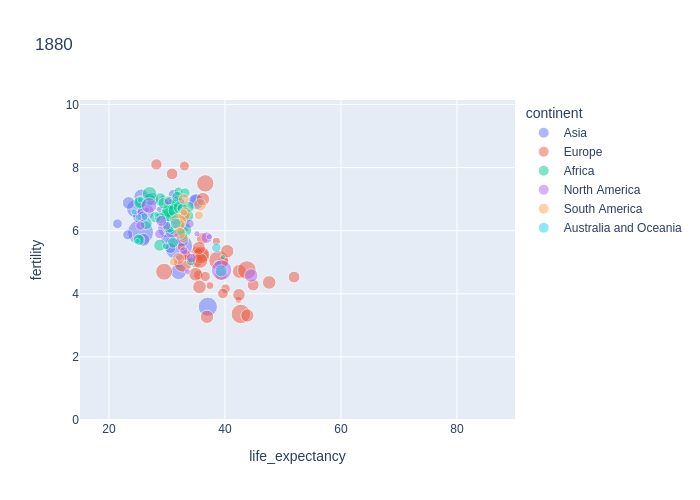 1880
continent
Asia
Europe
Africa
North America
South America
Australia and Oceania
10
8
6
4
2
0
fertility
20
40
60
80
life_expectancy